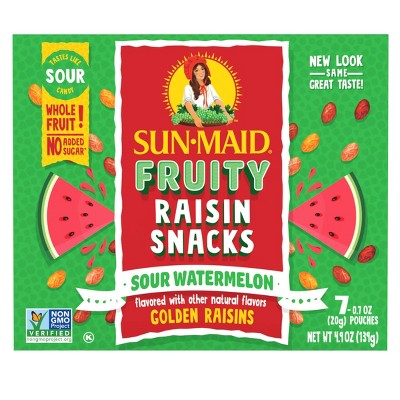 TASTES LIKE
SOUR
CANDY
WHOLE
FRUIT!
NO ADDED
SUGAR*
NEW LOOK
SAME
GREAT TASTE!
SUN-MAID®
FRUITY
RAISIN
SNACKS
SOUR WATERMELON
flavored with other natural flavors
GOLDEN RAISINS
NON
GMO
Project
VERIFIED
nongmoproject.org
K
7-0.7 OZ
(20g) POUCHES
NET WT 4.9 OZ (139g)